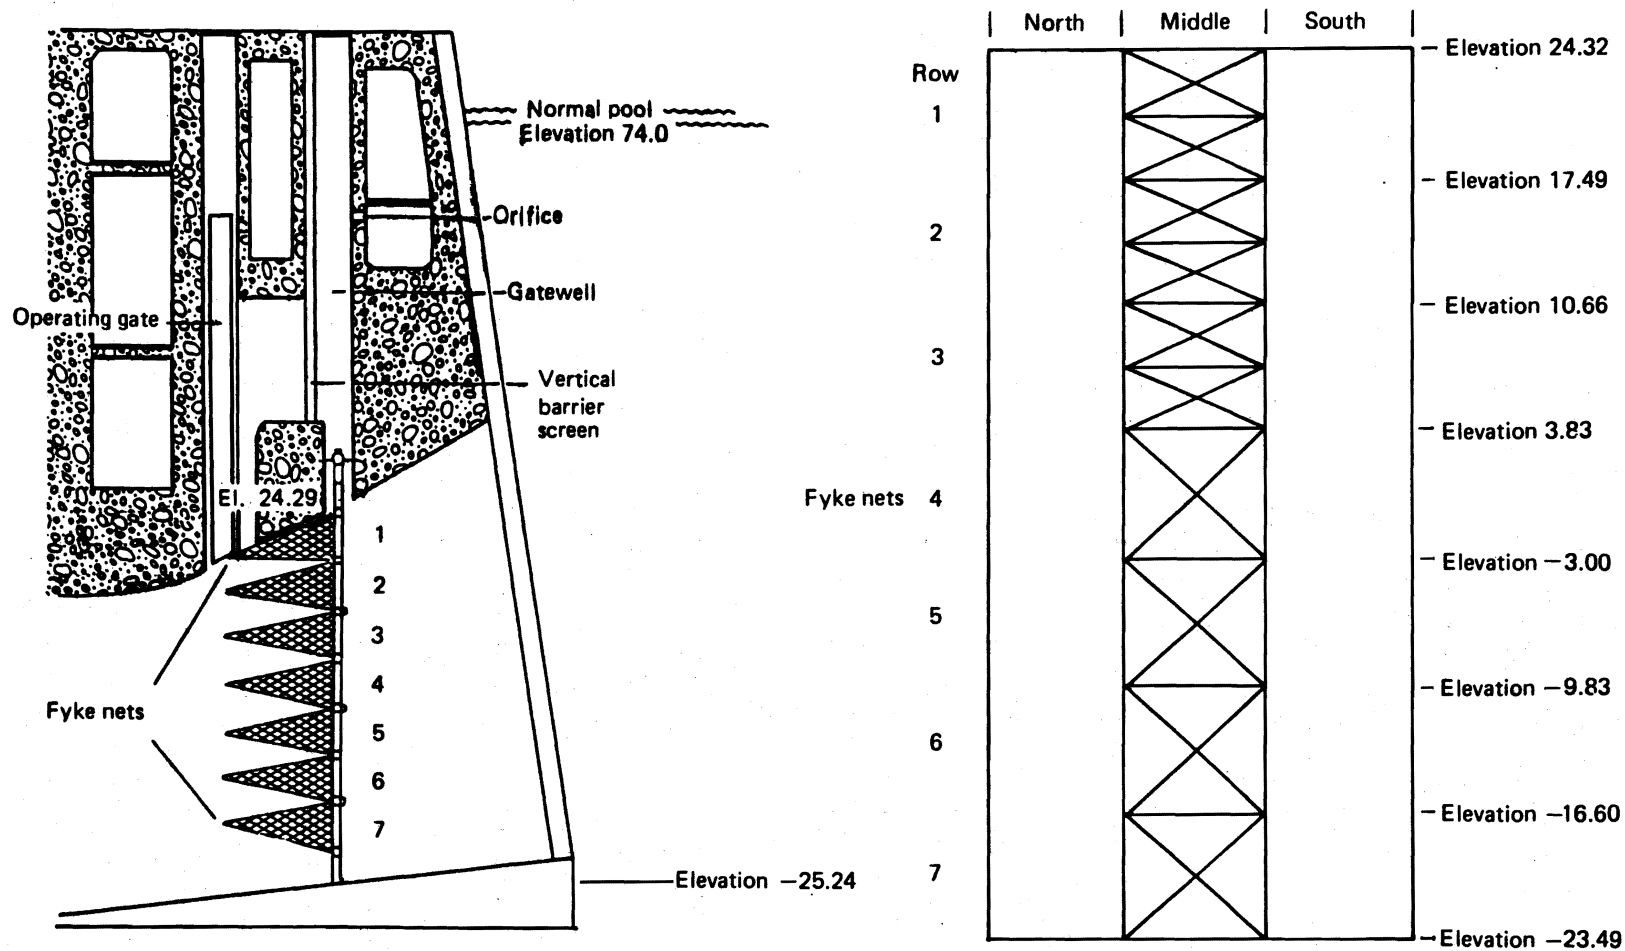 Normal pool
Elevation 74.0
Orifice
Gatewell
Operating gate
Vertical
barrier
screen
El. 24.29
1
2
3
4
5
6
7
Fyke nets
Elevation −25.24
North Middle South
Row
Elevation 24.32
1
Elevation 17.49
2
Elevation 10.66
3
Elevation 3.83
Fyke nets 4
Elevation −3.00
5
Elevation −9.83
6
Elevation −16.60
7
Elevation −23.49